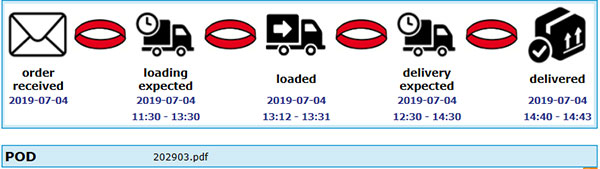 order received
2019-07-04
loading expected
2019-07-04
11:30 - 13:30
loaded
2019-07-04
13:12 - 13:31
delivery expected
2019-07-04
12:30 - 14:30
delivered
2019-07-04
14:40 - 14:43
POD 202903.pdf